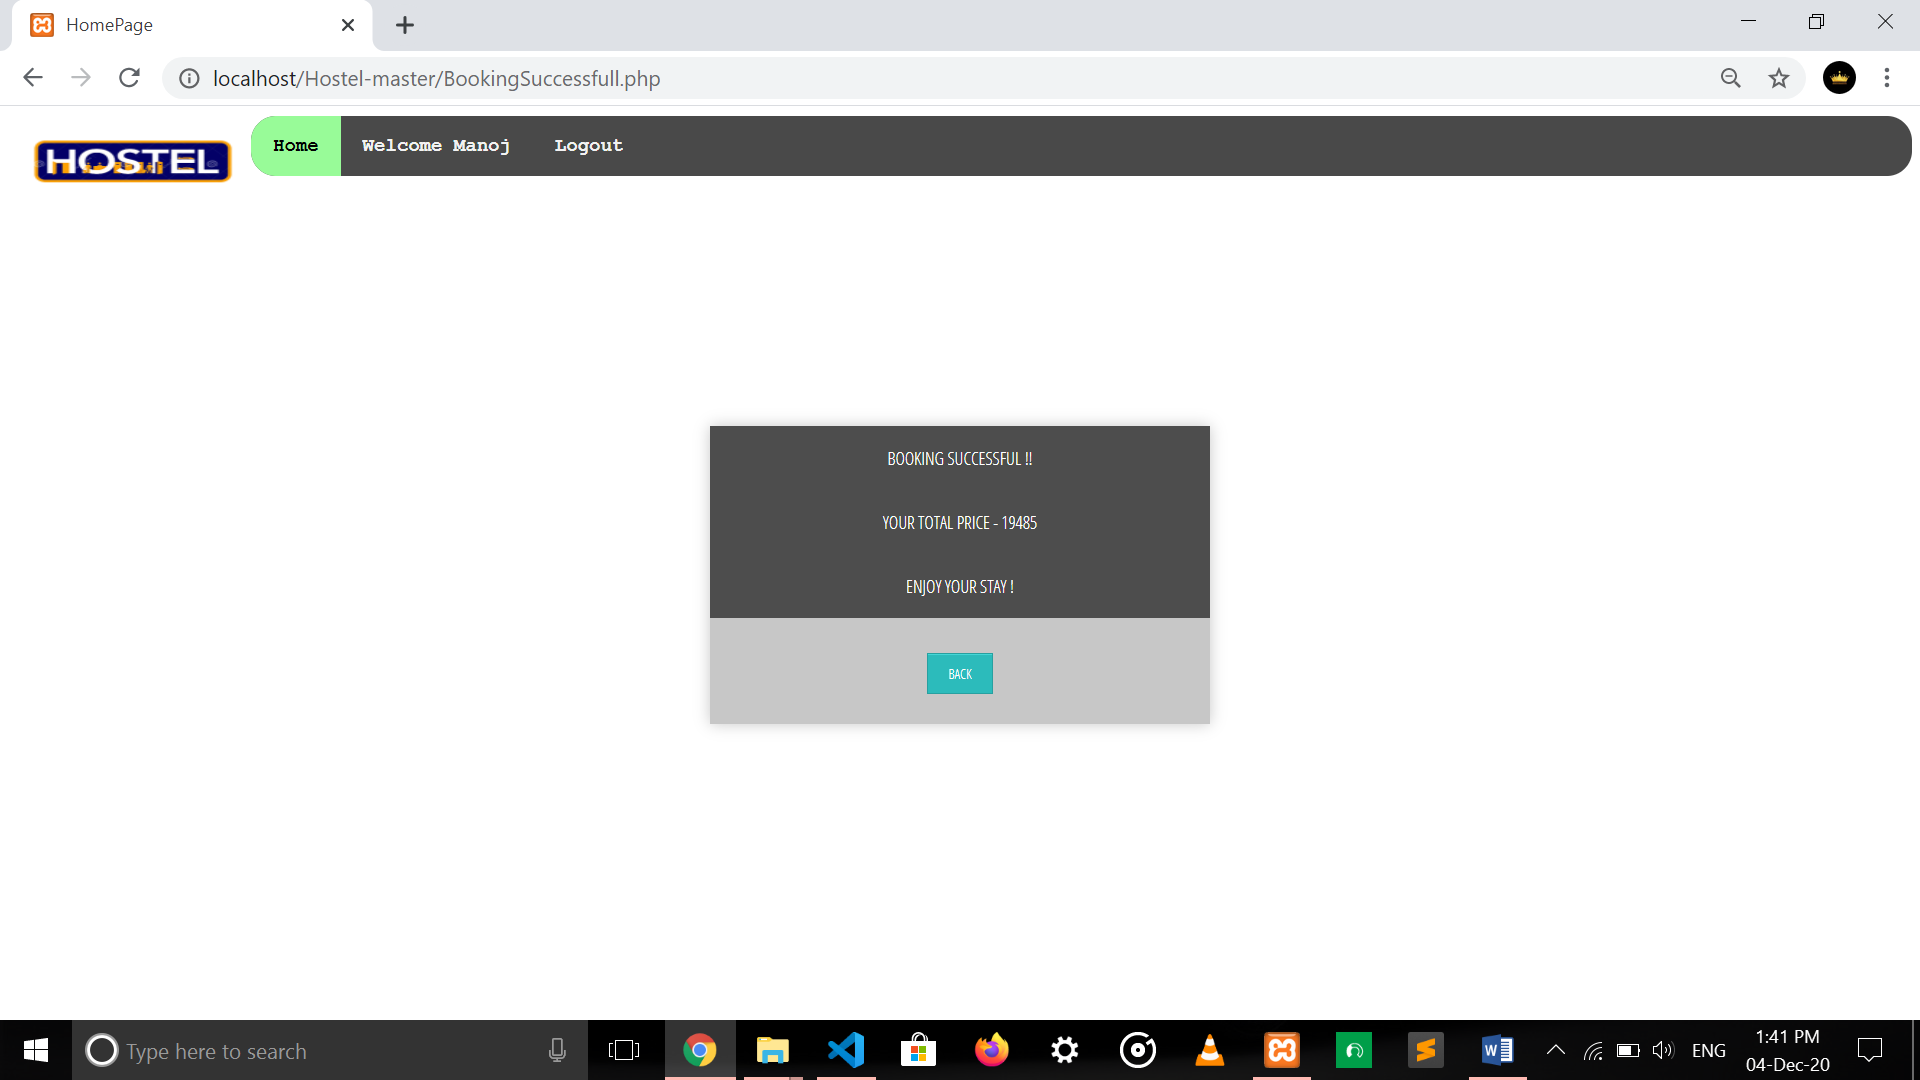 HomePage
localhost/Hostel-master/BookingSuccessfull.php
HOSTEL
Home
Welcome Manoj
Logout
BOOKING SUCCESSFUL !!
YOUR TOTAL PRICE - 19485
ENJOY YOUR STAY !
BACK
Type here to search
ENG
1:41 PM
04-Dec-20